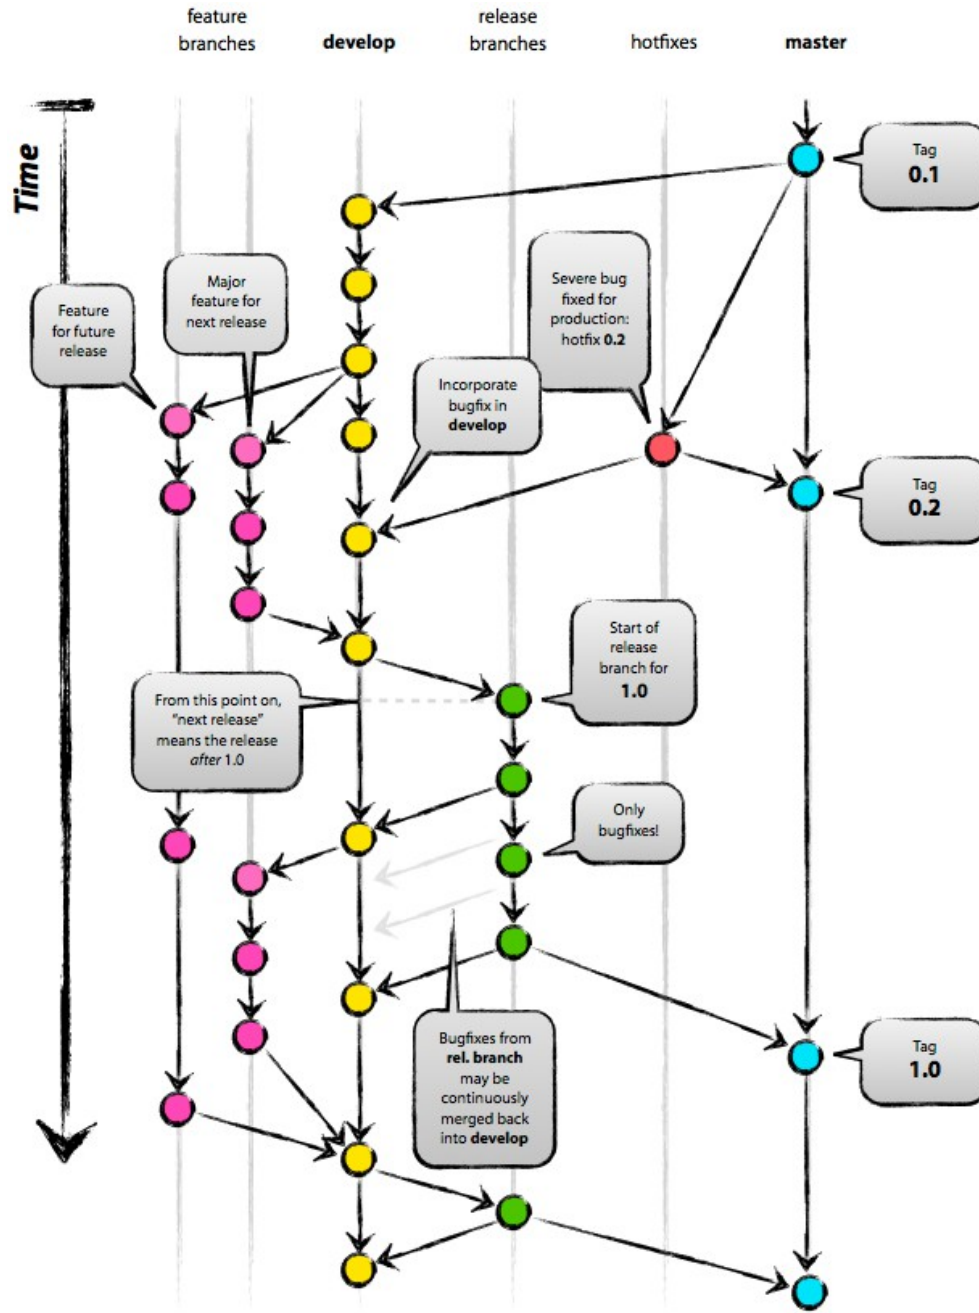 feature
branches
develop
release
branches
hotfixes
master
Time
Tag
0.1
Major
feature for
next release
Severe bug
fixed for
production:
hotfix 0.2
Feature
for future
release
Incorporate
bugfix in
develop
Tag
0.2
Start of
release
branch for
1.0
From this point on,
“next release”
means the release
after 1.0
Only
bugfixes!
Bugfixes from
rel. branch
may be
continuously
merged back
into develop
Tag
1.0